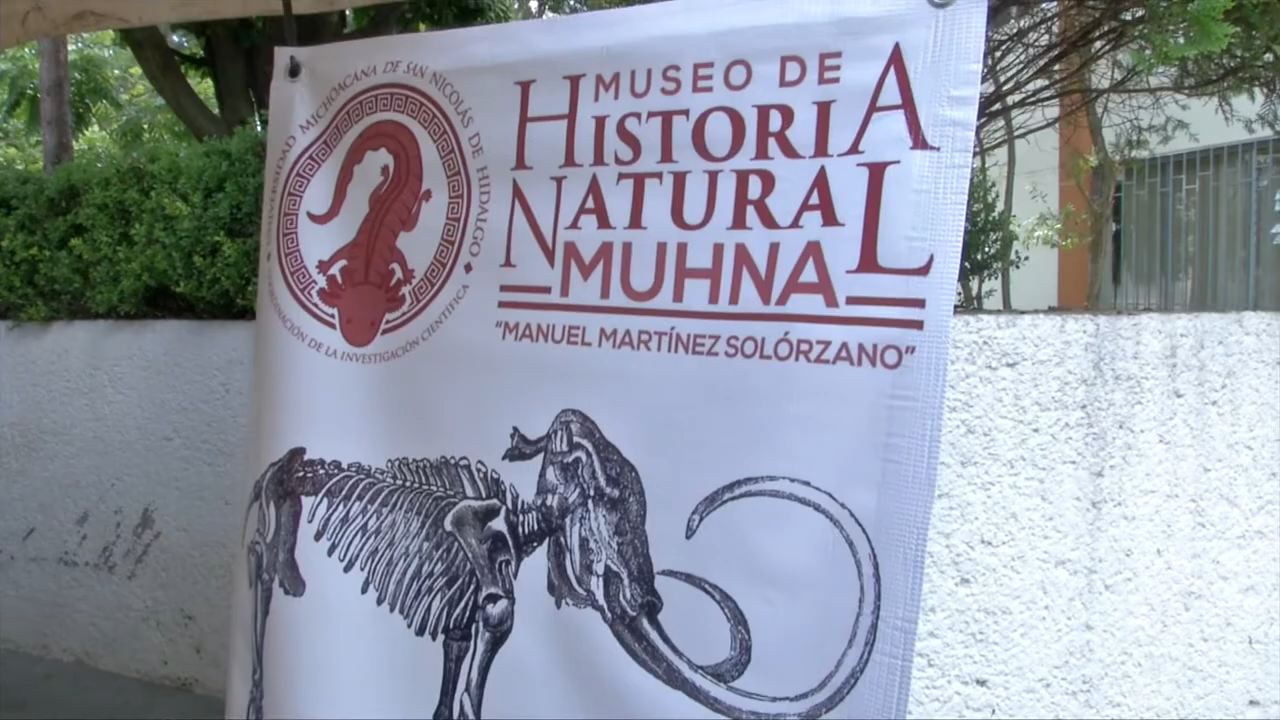 UNIVERSIDAD MICHOACANA DE SAN NICOLÁS DE HIDALGO
COORDINACIÓN DE LA INVESTIGACIÓN CIENTÍFICA
MUSEO DE
HISTORIA
NATURAL
MUHNA
"MANUEL MARTÍNEZ SOLÓRZANO"